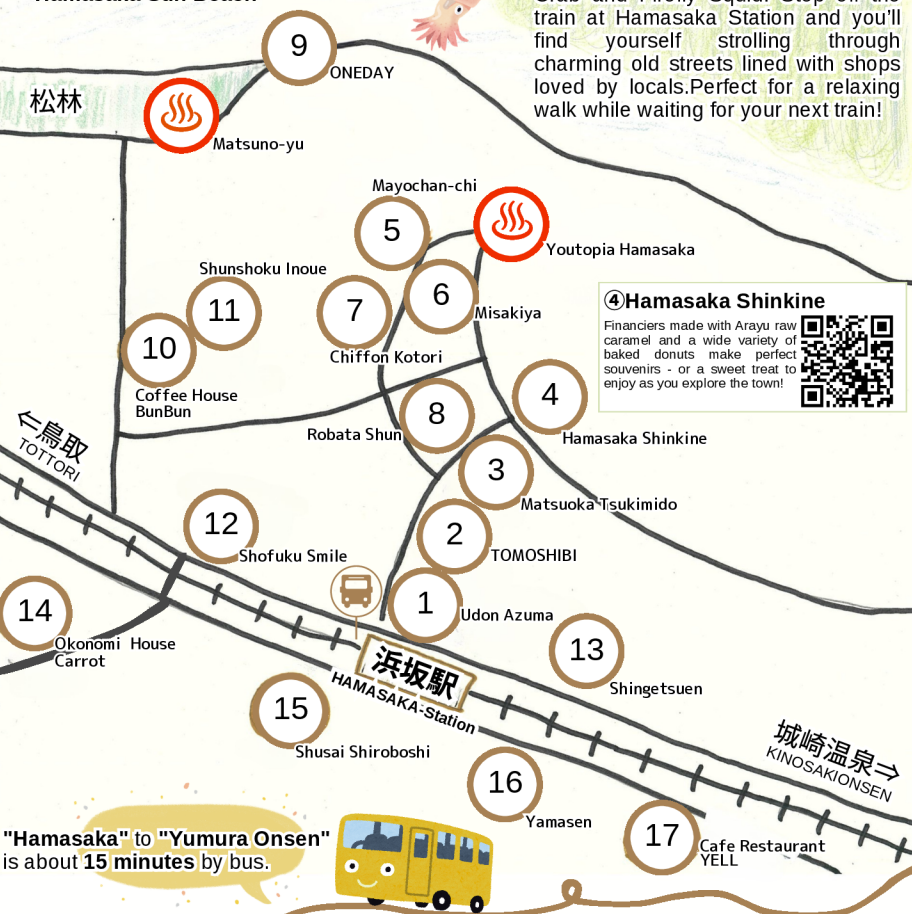 Hamasaka Surf Beach
Crab and Firefly Squid! Stop off the
train at Hamasaka Station and you'll
find yourself strolling through
charming old streets lined with shops
loved by locals.Perfect for a relaxing
walk while waiting for your next train!
9
ONEDAY
松林
Matsuno-yu
Mayochan-chi
5
Youtopia Hamasaka
Shunshoku Inoue
11
7
6
Misakiya
Chiffon Kotori
10
Coffee House
BunBun
④Hamasaka Shinkine
Financiers made with Arayu raw
caramel and a wide variety of
baked donuts make perfect
souvenirs - or a sweet treat to
enjoy as you explore the town!
4
Hamasaka Shinkine
8
Robata Shun
⇐鳥取
TOTTORI
3
Matsuoka Tsukimido
12
Shofuku Smile
2
TOMOSHIBI
1
Udon Azuma
14
Okonomi House
Carrot
13
Shingetsuen
浜坂駅
HAMASAKA-Station
15
Shusai Shiroboshi
城崎温泉⇒
KINOSAKIONSEN
16
Yamasen
17
Cafe Restaurant
YELL
"Hamasaka" to "Yumura Onsen"
is about 15 minutes by bus.